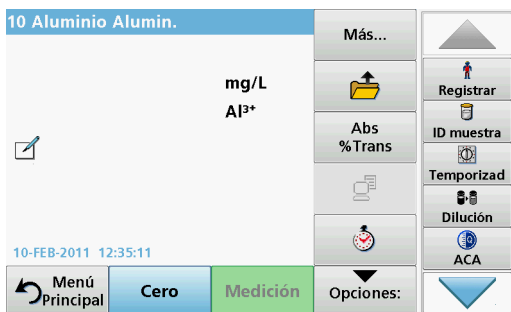 10 Aluminio Alumin.
mg/L
Al³⁺
10-FEB-2011 12:35:11
Menú
Principal
Cero
Medición
Más...
Abs
%Trans
Opciones:
Registrar
ID muestra
Temporizad
Dilución
ACA